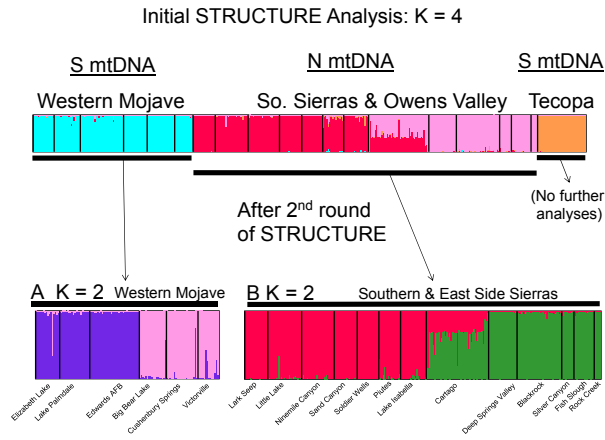 Initial STRUCTURE Analysis: K = 4
S mtDNA
N mtDNA
S mtDNA
Western Mojave
So. Sierras & Owens Valley
Tecopa
(No further
analyses)
After 2nd round
of STRUCTURE
A K = 2 Western Mojave
B K = 2 Southern & East Side Sierras
Elizabeth Lake
Lake Palmdale
Edwards AFB
Big Bear Lake
Cushenbury Springs
Victorville
Lark Seep
Little Lake
Ninemile Canyon
Sand Canyon
Soldier Wells
Piutes
Lake Isabella
Cartago
Deep Springs Valley
Blackrock
Silver Canyon
Fish Slough
Rock Creek